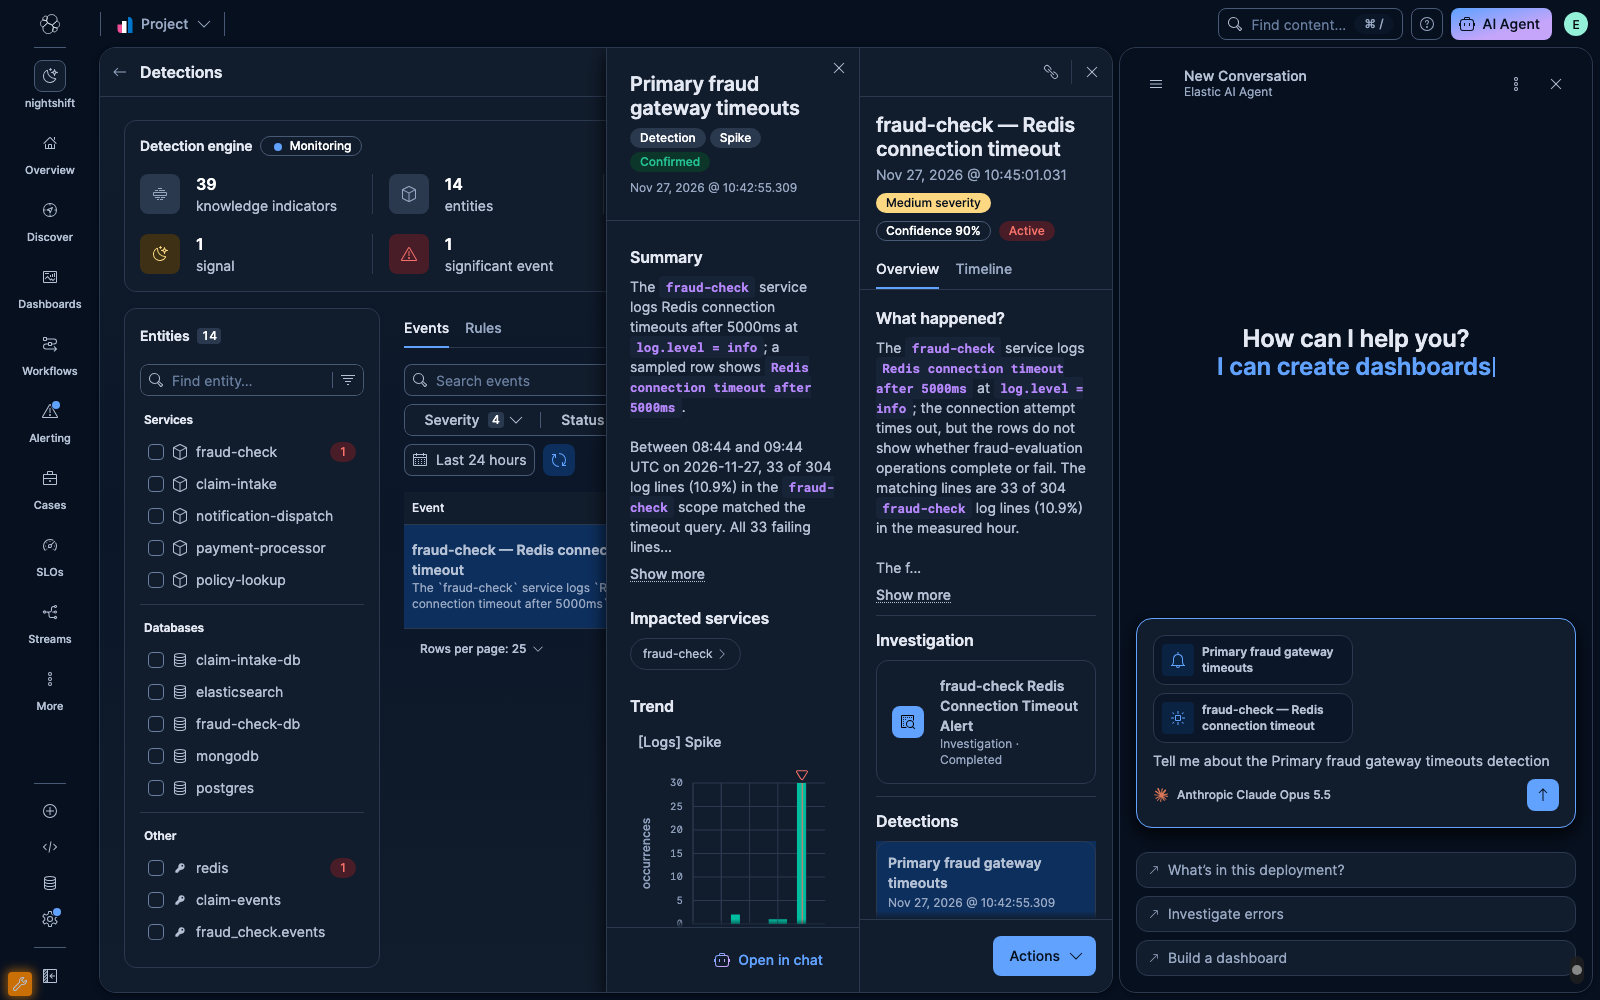 Project
Find content...
⌘ /
AI Agent
E
nightshift
Overview
Discover
Dashboards
Workflows
Alerting
Cases
SLOs
Streams
More
Detections
Detection engine
Monitoring
39
knowledge indicators
14
entities
1
signal
1
significant event
Entities 14
Find entity...
Services
fraud-check
1
claim-intake
notification-dispatch
payment-processor
policy-lookup
Databases
claim-intake-db
elasticsearch
fraud-check-db
mongodb
postgres
Other
redis
1
claim-events
fraud_check.events
Events
Rules
Search events
Severity 4
Status
Last 24 hours
Event
fraud-check — Redis connec
timeout
The `fraud-check` service logs `R
connection timeout after 5000ms`
Rows per page: 25
Primary fraud
gateway timeouts
Detection
Spike
Confirmed
Nov 27, 2026 @ 10:42:55.309
Summary
The fraud-check service
logs Redis connection
timeouts after 5000ms at
log.level = info ; a
sampled row shows Redis
connection timeout after
5000ms .
Between 08:44 and 09:44
UTC on 2026-11-27, 33 of 304
log lines (10.9%) in the fraud-
check scope matched the
timeout query. All 33 failing
lines...
Show more
Impacted services
fraud-check
Trend
[Logs] Spike
occurrences
30
25
20
15
10
5
0
Open in chat
fraud-check — Redis
connection timeout
Nov 27, 2026 @ 10:45:01.031
Medium severity
Confidence 90%
Active
Overview
Timeline
What happened?
The fraud-check service logs
Redis connection timeout
after 5000ms at log.level =
info ; the connection attempt
times out, but the rows do not
show whether fraud-evaluation
operations complete or fail. The
matching lines are 33 of 304
fraud-check log lines (10.9%)
in the measured hour.
The f...
Show more
Investigation
fraud-check Redis
Connection Timeout
Alert
Investigation ·
Completed
Detections
Primary fraud gateway
timeouts
Nov 27, 2026 @ 10:42:55.309
Actions
New Conversation
Elastic AI Agent
How can I help you?
I can create dashboards
Primary fraud gateway
timeouts
fraud-check — Redis
connection timeout
Tell me about the Primary fraud gateway timeouts detection
Anthropic Claude Opus 5.5
What's in this deployment?
Investigate errors
Build a dashboard